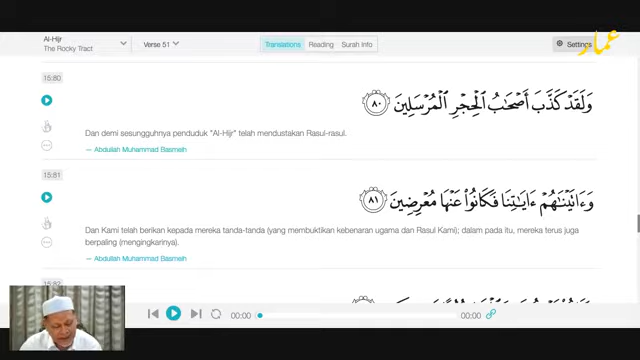 Al-Hijr
The Rocky Tract
Verse 51
Translations Reading Surah Info
Settings
عمار
15:80
وَلَقَدْ كَذَّبَ أَصْحَٰبُ ٱلْحِجْرِ ٱلْمُرْسَلِينَ ٨٠
Dan demi sesungguhnya penduduk "Al-Hijr" telah mendustakan Rasul-rasul.
— Abdullah Muhammad Basmeih
15:81
وَءَاتَيْنَٰهُمْ ءَايَٰتِنَا فَكَانُوا۟ عَنْهَا مُعْرِضِينَ ٨١
Dan Kami telah berikan kepada mereka tanda-tanda (yang membuktikan kebenaran ugama dan Rasul Kami); dalam pada itu, mereka terus juga
berpaling (mengingkarinya).
— Abdullah Muhammad Basmeih
15:82
00:00 00:00